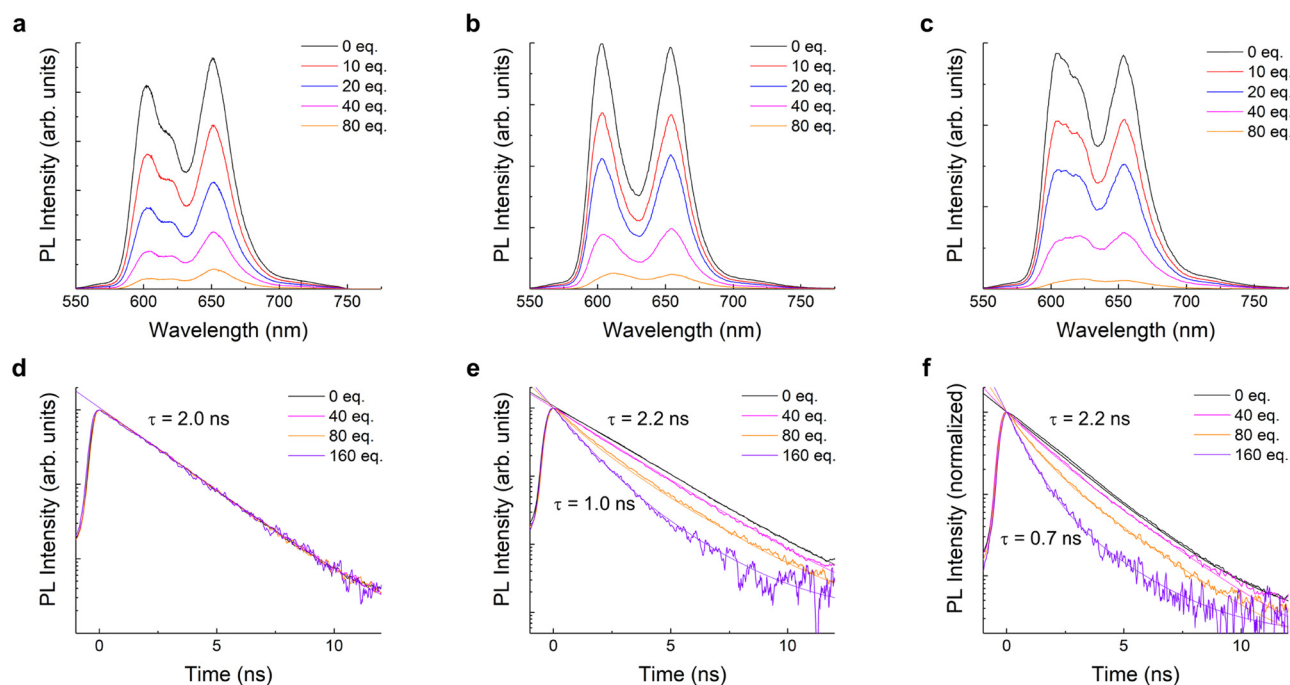 a
PL Intensity (arb. units)
0 eq.
10 eq.
20 eq.
40 eq.
80 eq.
550 600 650 700 750
Wavelength (nm)
b
PL Intensity (arb. units)
0 eq.
10 eq.
20 eq.
40 eq.
80 eq.
550 600 650 700 750
Wavelength (nm)
c
PL Intensity (arb. units)
0 eq.
10 eq.
20 eq.
40 eq.
80 eq.
550 600 650 700 750
Wavelength (nm)
d
PL Intensity (arb. units)
τ = 2.0 ns
0 eq.
40 eq.
80 eq.
160 eq.
0 5 10
Time (ns)
e
PL Intensity (arb. units)
τ = 2.2 ns
τ = 1.0 ns
0 eq.
40 eq.
80 eq.
160 eq.
0 5 10
Time (ns)
f
PL Intensity (normalized)
τ = 2.2 ns
τ = 0.7 ns
0 eq.
40 eq.
80 eq.
160 eq.
0 5 10
Time (ns)